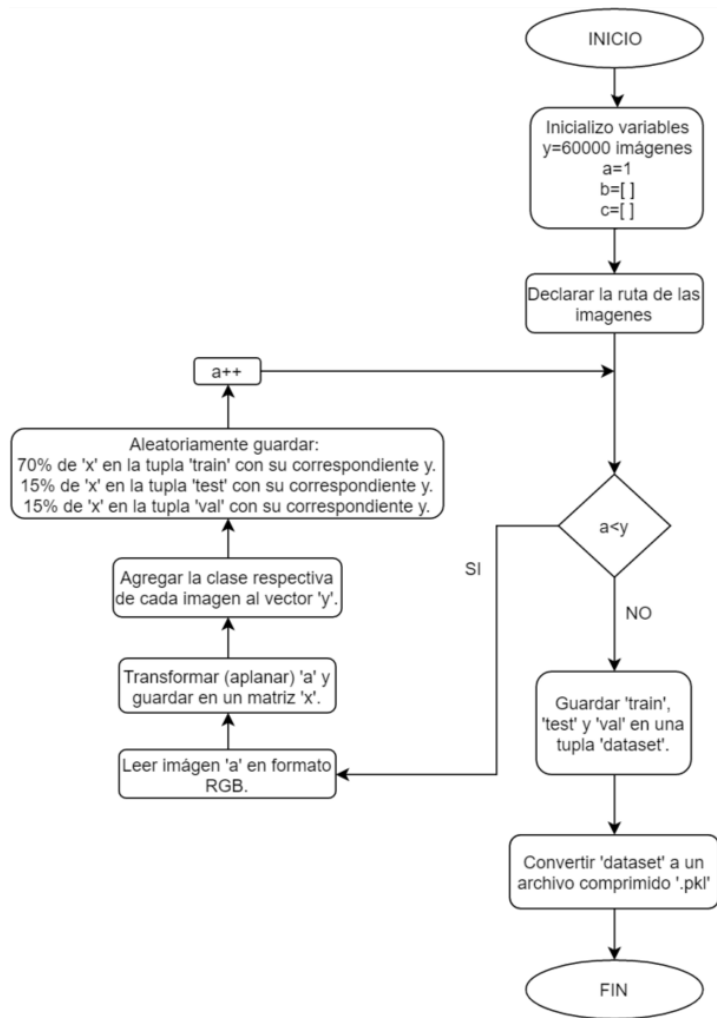 INICIO
Inicializo variables
y=60000 imágenes
a=1
b=[ ]
c=[ ]
Declarar la ruta de las
imagenes
a++
Aleatoriamente guardar:
70% de 'x' en la tupla 'train' con su correspondiente y.
15% de 'x' en la tupla 'test' con su correspondiente y.
15% de 'x' en la tupla 'val' con su correspondiente y.
a<y
SI
Agregar la clase respectiva
de cada imagen al vector 'y'.
NO
Transformar (aplanar) 'a' y
guardar en un matriz 'x'.
Guardar 'train',
'test' y 'val' en una
tupla 'dataset'.
Leer imágen 'a' en formato
RGB.
Convertir 'dataset' a un
archivo comprimido '.pkl'
FIN